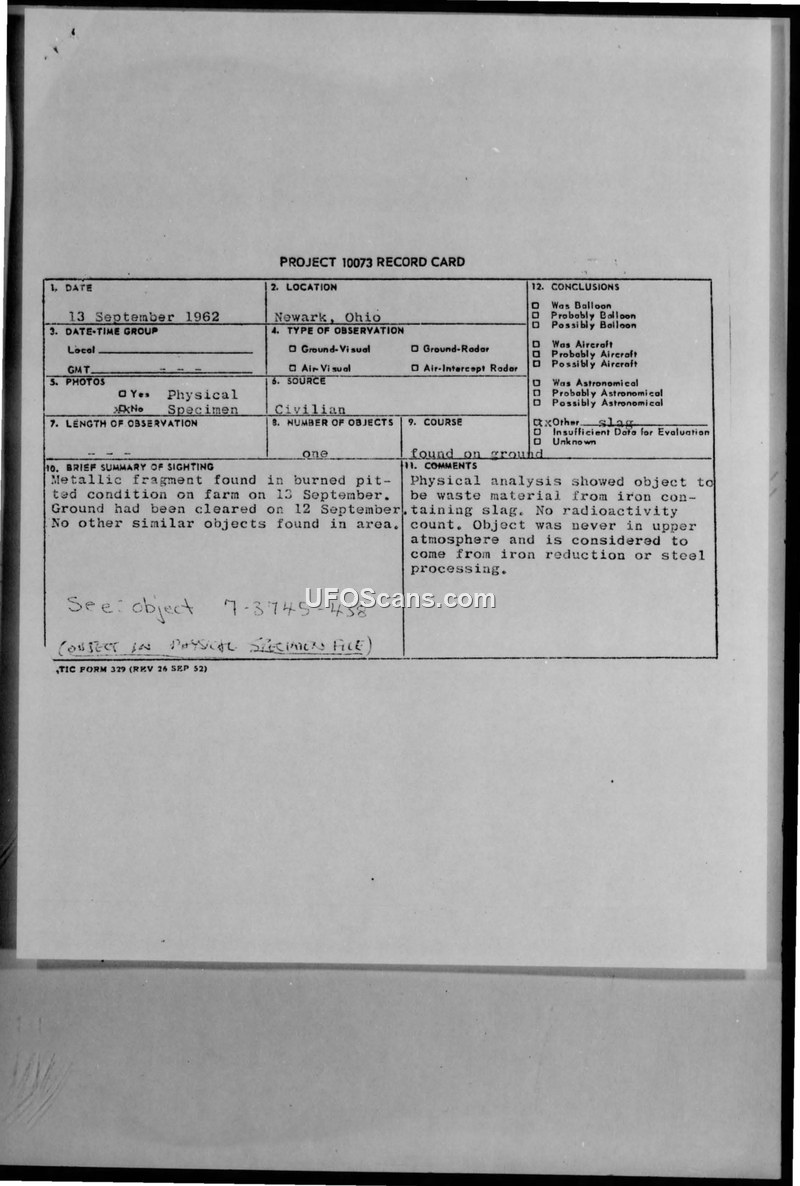 PROJECT 10073 RECORD CARD
1. DATE
13 September 1962
2. LOCATION
Newark, Ohio
12. CONCLUSIONS
□ Was Balloon
□ Probably Balloon
□ Possibly Balloon
□ Was Aircraft
□ Probably Aircraft
□ Possibly Aircraft
□ Was Astronomical
□ Probably Astronomical
□ Possibly Astronomical
□xOther slag
□ Insufficient Data for Evaluation
□ Unknown
3. DATE-TIME GROUP
Local
GMT - - -
4. TYPE OF OBSERVATION
□ Ground-Visual □ Ground-Radar
□ Air-Visual □ Air-Intercept Radar
5. PHOTOS
□ Yes Physical
x□xNo Specimen
6. SOURCE
Civilian
7. LENGTH OF OBSERVATION
- - -
8. NUMBER OF OBJECTS
one
9. COURSE
found on ground
10. BRIEF SUMMARY OF SIGHTING
Metallic fragment found in burned pit-
ted condition on farm on 13 September.
Ground had been cleared on 12 September.
No other similar objects found in area.
See: object 7-3745-438
(OBJECT IN PHYSICAL SPECIMEN FILE)
11. COMMENTS
Physical analysis showed object to
be waste material from iron con-
taining slag. No radioactivity
count. Object was never in upper
atmosphere and is considered to
come from iron reduction or steel
processing.
UFOScans.com
TIC FORM 329 (REV 26 SEP 52)